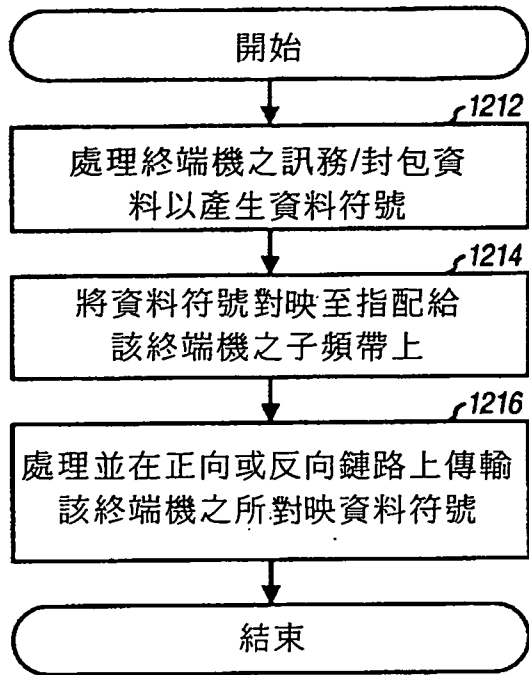 開始
1212
處理終端機之訊務/封包資
料以產生資料符號
1214
將資料符號對映至指配給
該終端機之子頻帶上
1216
處理並在正向或反向鏈路上傳輸
該終端機之所對映資料符號
結束